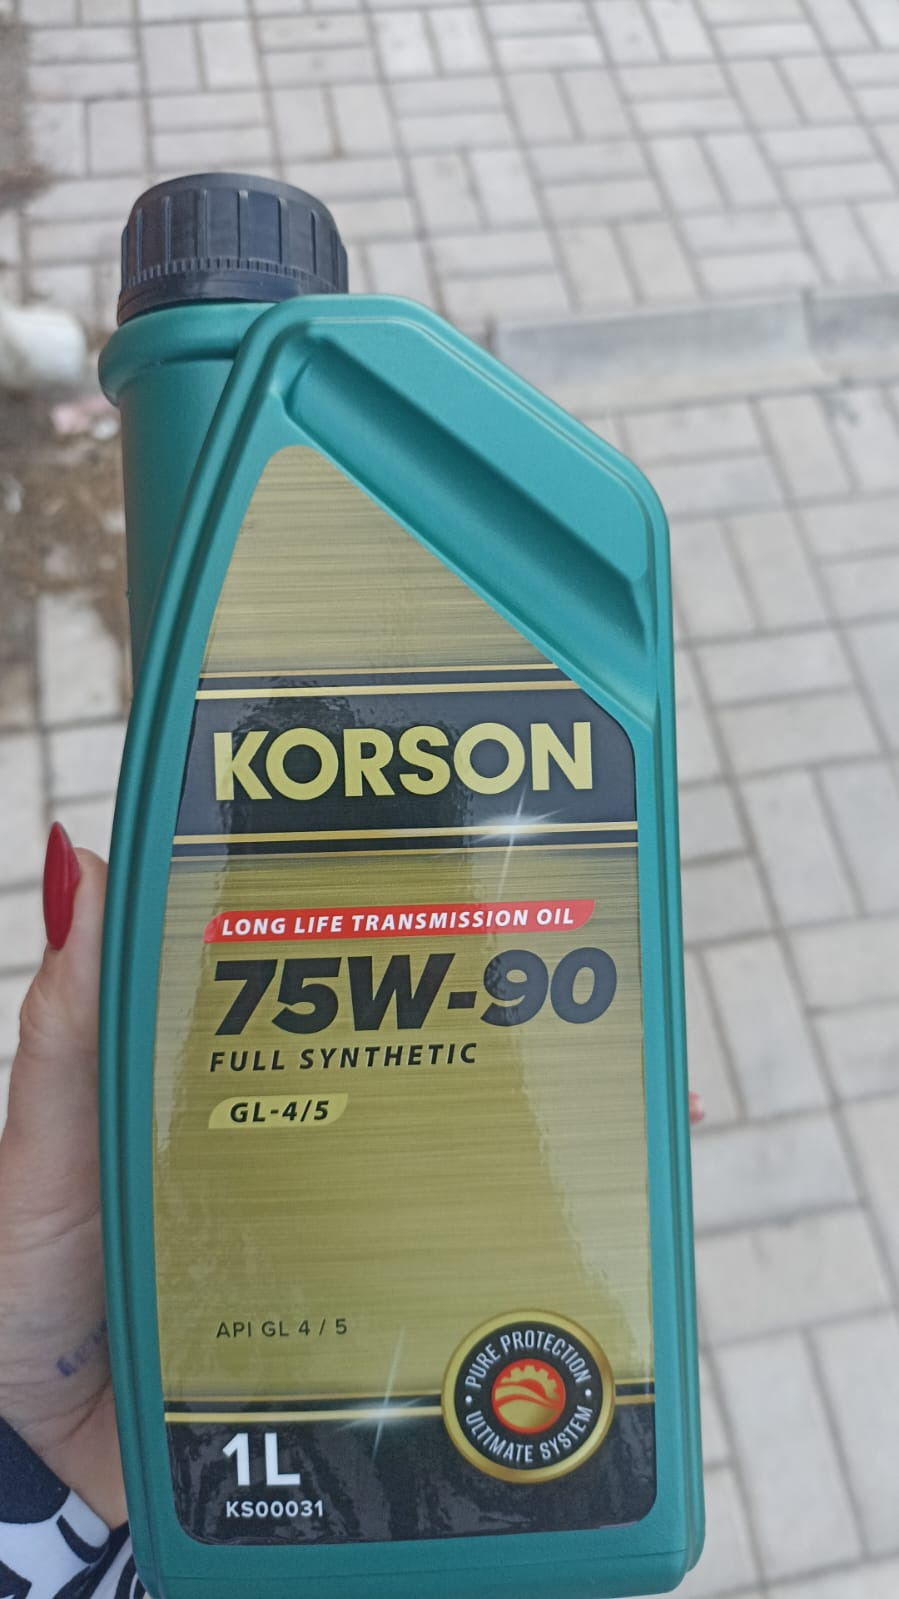 KORSON
LONG LIFE TRANSMISSION OIL
75W-90
FULL SYNTHETIC
GL-4/5
API GL 4 / 5
PURE PROTECTION
ULTIMATE SYSTEM
1L
KS00031